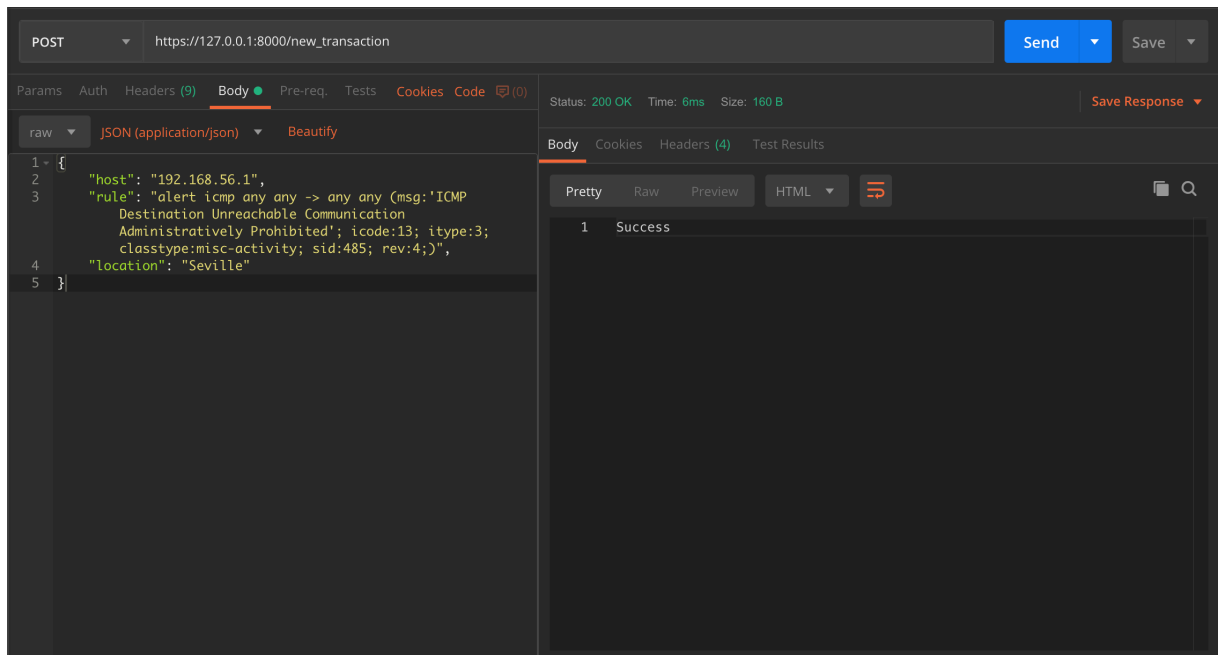 POST https://127.0.0.1:8000/new_transaction Send Save
Params Auth Headers (9) Body Pre-req. Tests Cookies Code (0)
raw JSON (application/json) Beautify
1 {
2 "host": "192.168.56.1",
3 "rule": "alert icmp any any -> any any (msg:'ICMP
Destination Unreachable Communication
Administratively Prohibited'; icode:13; itype:3;
classtype:misc-activity; sid:485; rev:4;)",
4 "location": "Seville"
5 }
Status: 200 OK Time: 6ms Size: 160 B Save Response
Body Cookies Headers (4) Test Results
Pretty Raw Preview HTML
1 Success